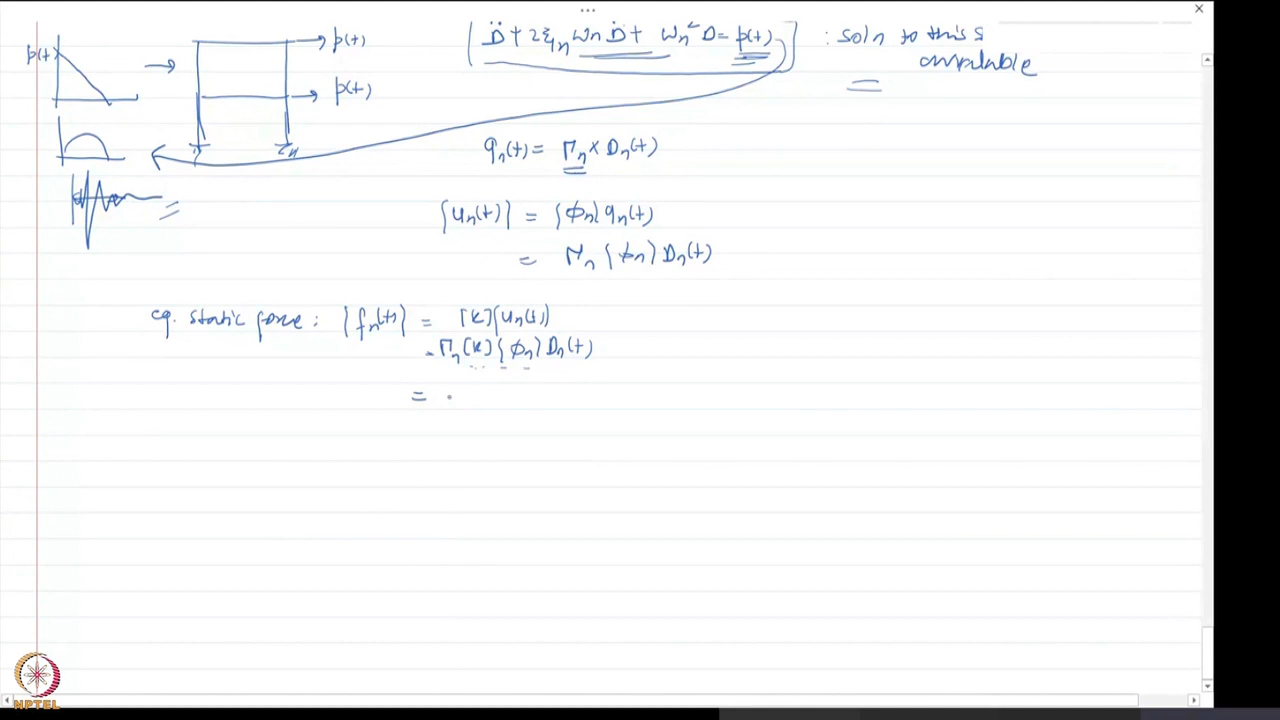 p(t)
p(t)
p(t)
D̈ + 2ξn ωn Ḋ + ωn² D = p(t)
: soln to this is
available
qn(t) = Γn × Dn(t)
{un(t)} = {ϕn} qn(t)
= Γn {ϕn} Dn(t)
eq. static force : {fn(t)} = [k]{un(t)}
= Γn [k] {ϕn} Dn(t)
=
NPTEL